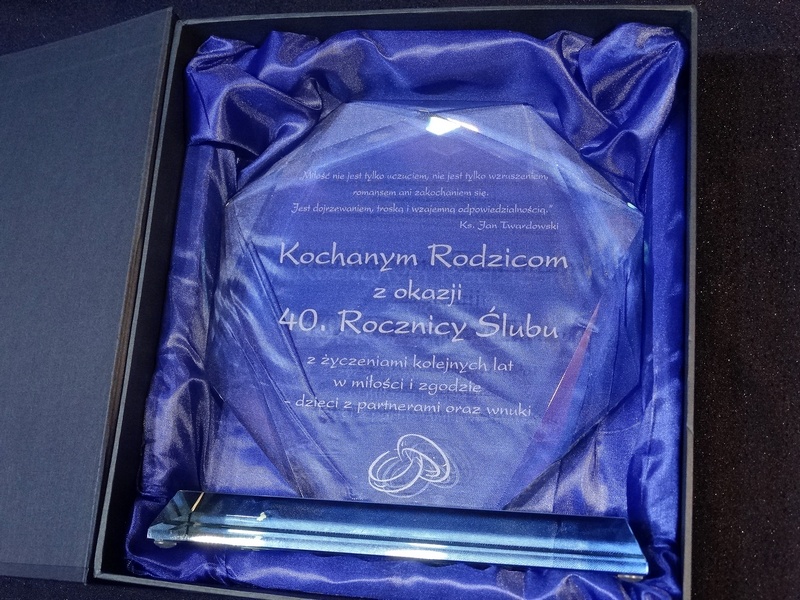 „Miłość nie jest tylko uczuciem, nie jest tylko wzruszeniem,
romansem ani zakochaniem się.
Jest dojrzewaniem, troską i wzajemną odpowiedzialnością."
Ks. Jan Twardowski
Kochanym Rodzicom
z okazji
40. Rocznicy Ślubu
z życzeniami kolejnych lat
w miłości i zgodzie
- dzieci z partnerami oraz wnuki